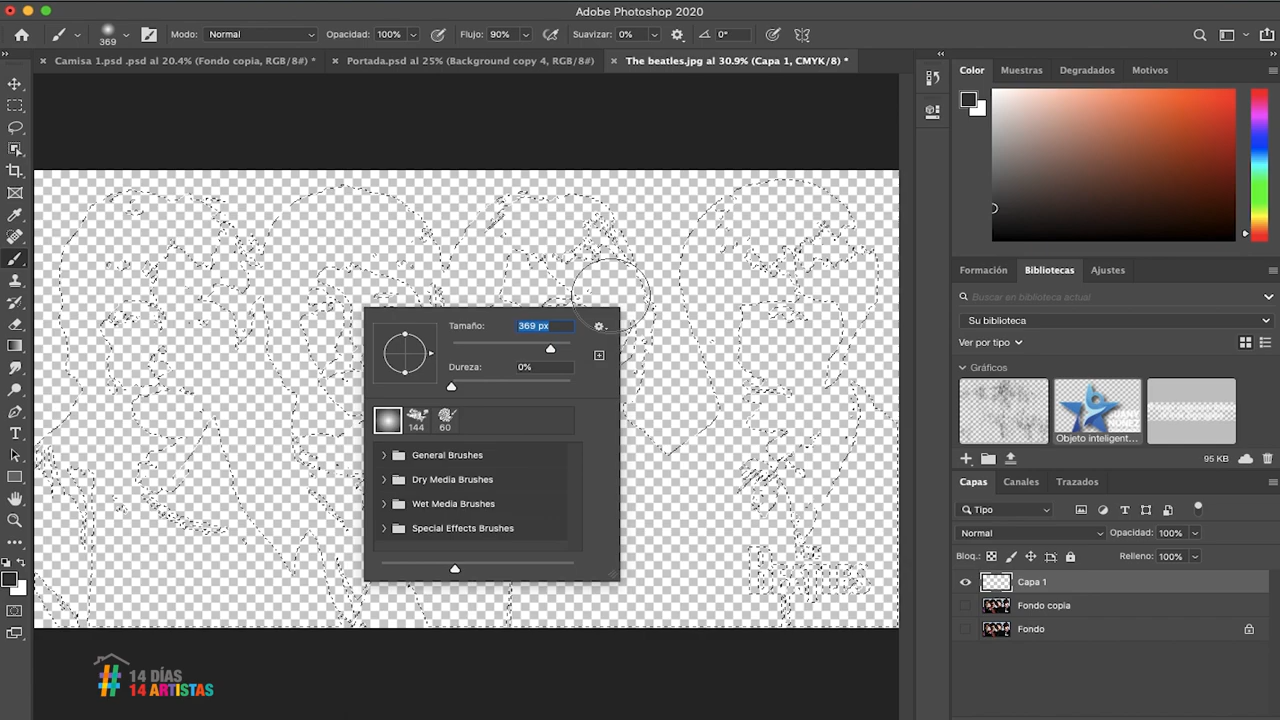 Adobe Photoshop 2020
369
Modo: Normal
Opacidad: 100%
Flujo: 90%
Suavizar: 0%
0°
× Camisa 1.psd .psd al 20.4% (Fondo copia, RGB/8#) *
× Portada.psd al 25% (Background copy 4, RGB/8#)
× The beatles.jpg al 30.9% (Capa 1, CMYK/8) *
Color Muestras Degradados Motivos
Formación Bibliotecas Ajustes
Buscar en biblioteca actual
Su biblioteca
Ver por tipo
Gráficos
Objeto inteligent...
95 KB
Capas Canales Trazados
Tipo
Normal Opacidad: 100%
Bloq.: Relleno: 100%
Capa 1
Fondo copia
Fondo
Tamaño: 369 px
Dureza: 0%
144 60
General Brushes
Dry Media Brushes
Wet Media Brushes
Special Effects Brushes
Beatles
# 14 DÍAS
14 ARTISTAS